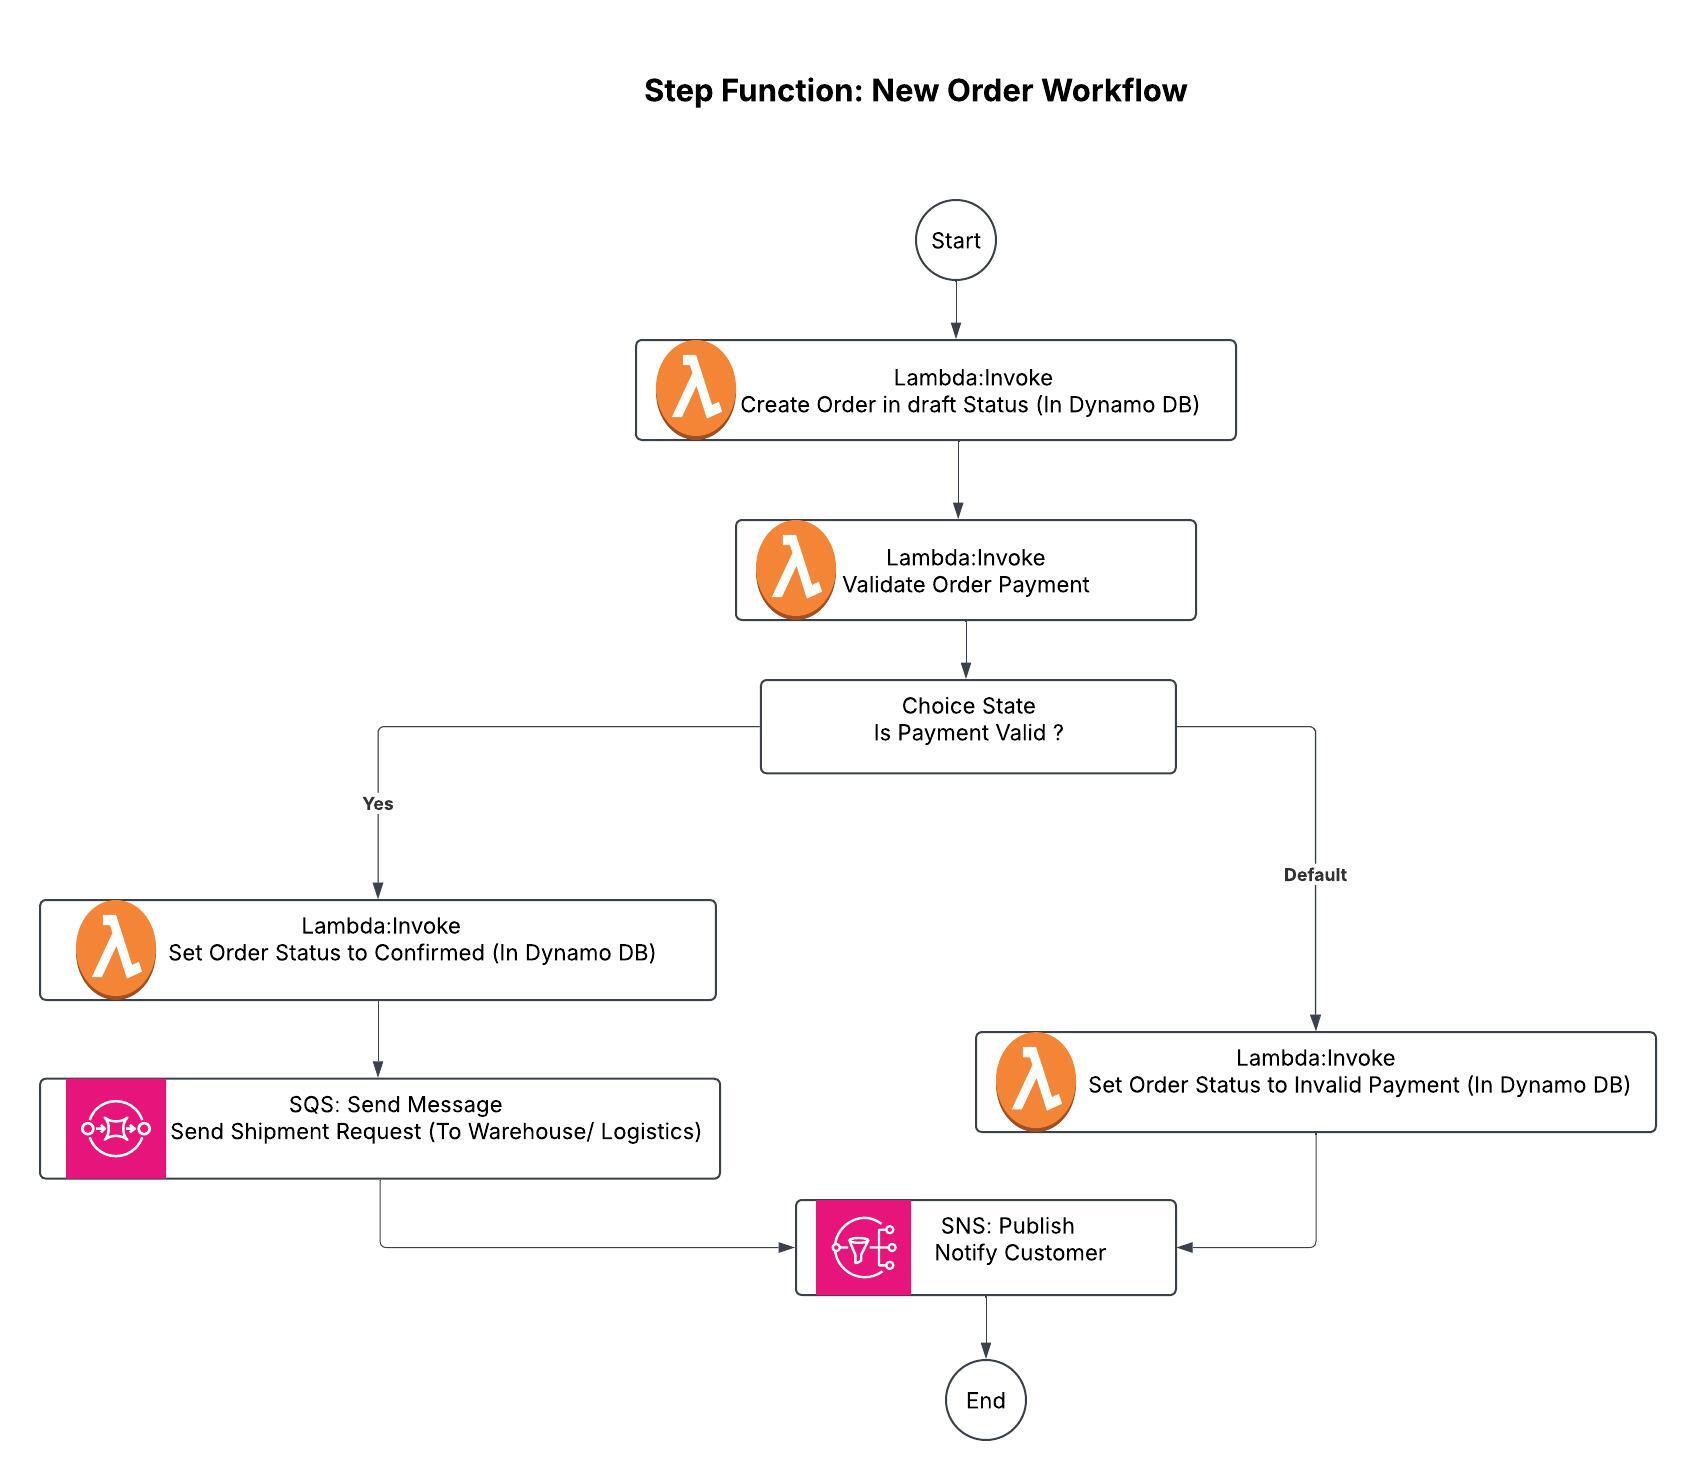 Step Function: New Order Workflow
Start
Lambda:Invoke
Create Order in draft Status (In Dynamo DB)
Lambda:Invoke
Validate Order Payment
Choice State
Is Payment Valid ?
Yes
Default
Lambda:Invoke
Set Order Status to Confirmed (In Dynamo DB)
Lambda:Invoke
Set Order Status to Invalid Payment (In Dynamo DB)
SQS: Send Message
Send Shipment Request (To Warehouse/ Logistics)
SNS: Publish
Notify Customer
End